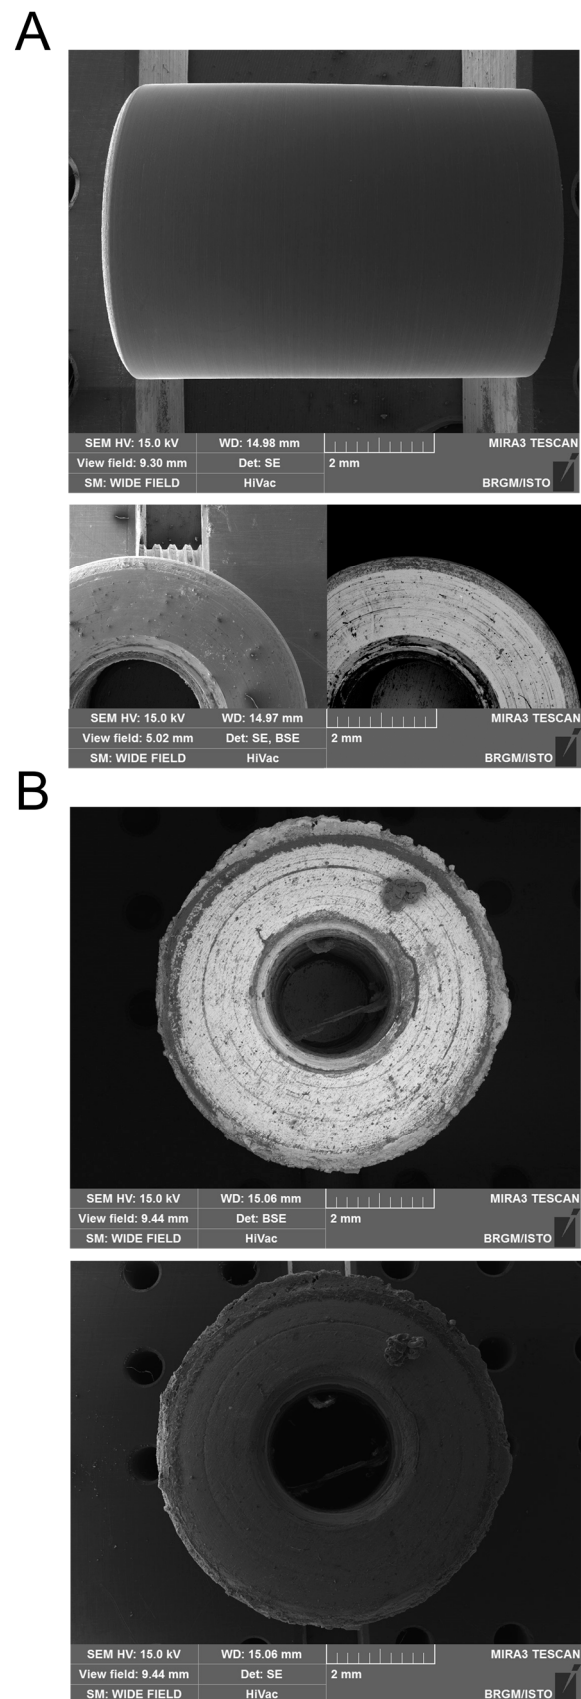 A
SEM HV: 15.0 kV WD: 14.98 mm MIRA3 TESCAN
View field: 9.30 mm Det: SE 2 mm
SM: WIDE FIELD HiVac BRGM/ISTO
SEM HV: 15.0 kV WD: 14.97 mm MIRA3 TESCAN
View field: 5.02 mm Det: SE, BSE 2 mm
SM: WIDE FIELD HiVac BRGM/ISTO
B
SEM HV: 15.0 kV WD: 15.06 mm MIRA3 TESCAN
View field: 9.44 mm Det: BSE 2 mm
SM: WIDE FIELD HiVac BRGM/ISTO
SEM HV: 15.0 kV WD: 15.06 mm MIRA3 TESCAN
View field: 9.44 mm Det: SE 2 mm
SM: WIDE FIELD HiVac BRGM/ISTO